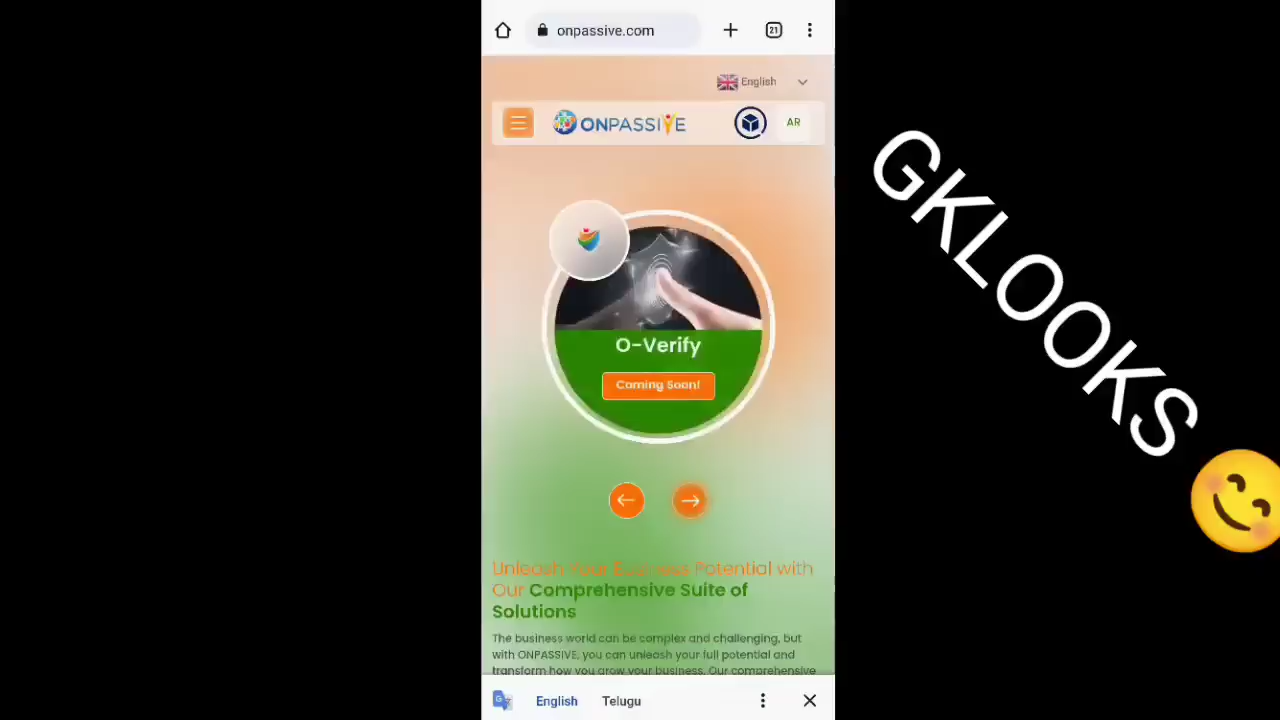 onpassive.com
21
English
ONPASSIVE
AR
O-Verify
Coming Soon!
Unleash Your Business Potential with
Our Comprehensive Suite of
Solutions
The business world can be complex and challenging, but
with ONPASSIVE, you can unleash your full potential and
transform how you grow your business. Our comprehensive
English Telugu
GKLOOKS